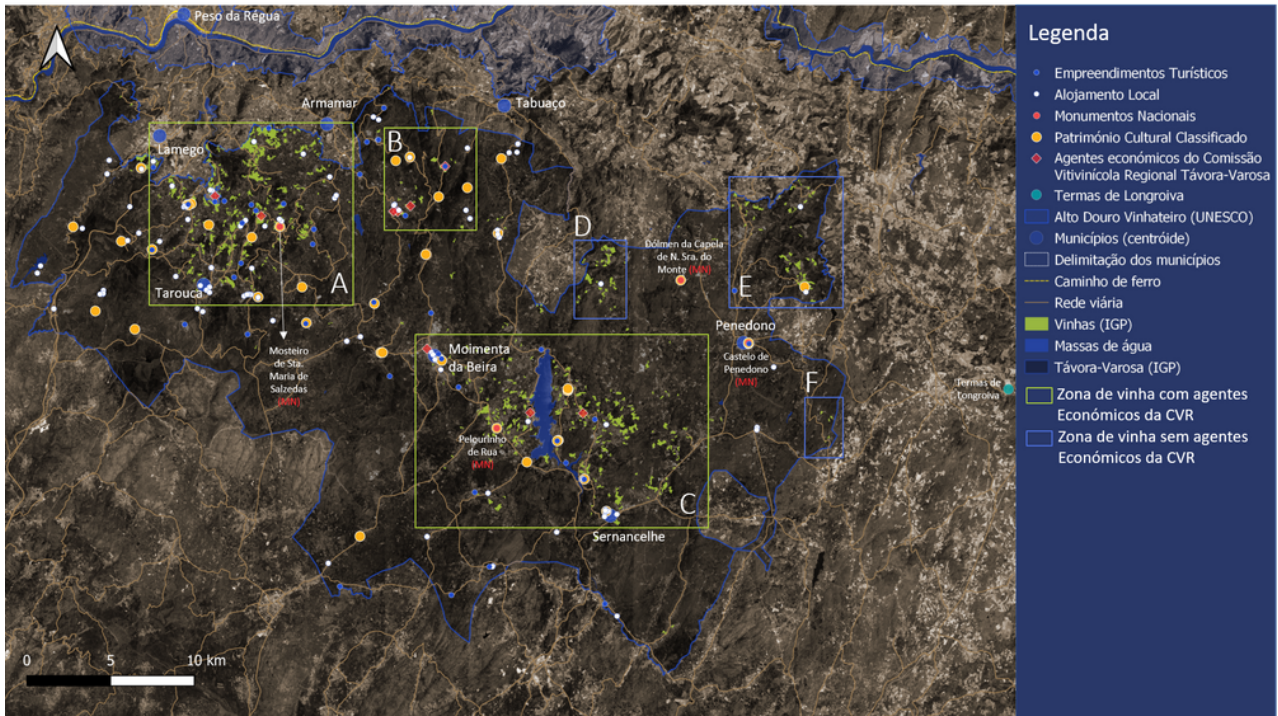 Peso da Régua
Armamar
Tabuaço
Lamego
B
D
Dólmen da Capela
de N. Sra. do
Monte (MN)
E
Tarouca
A
Penedono
Castelo de
Penedono
(MN)
Mosteiro
de Sta.
Maria de
Salzedas
(MN)
Moimenta
da Beira
F
Termas de
Longroiva
Pelourinho
de Rua
(MN)
C
Sernancelhe
0 5 10 km
Legenda
Empreendimentos Turísticos
Alojamento Local
Monumentos Nacionais
Património Cultural Classificado
Agentes económicos do Comissão
Vitivinícola Regional Távora-Varosa
Termas de Longroiva
Alto Douro Vinhateiro (UNESCO)
Municípios (centróide)
Delimitação dos municípios
Caminho de ferro
Rede viária
Vinhas (IGP)
Massas de água
Távora-Varosa (IGP)
Zona de vinha com agentes
Económicos da CVR
Zona de vinha sem agentes
Económicos da CVR